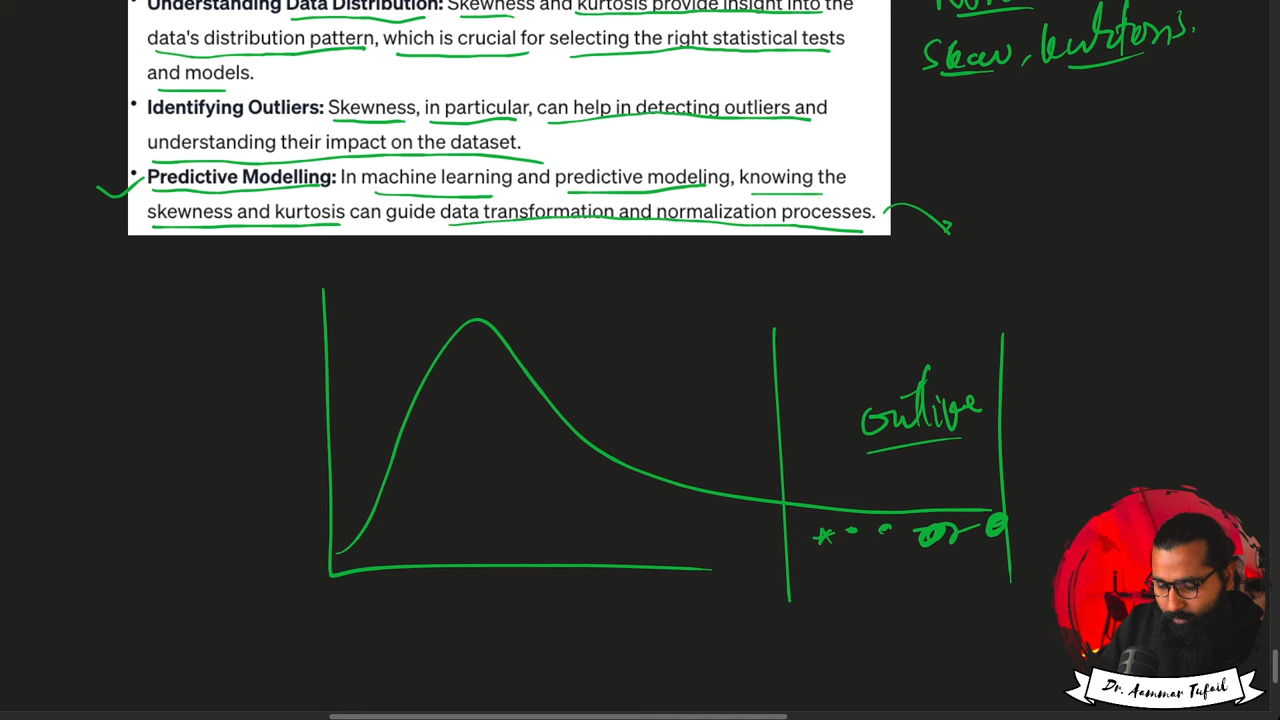 Understanding Data Distribution: Skewness and kurtosis provide insight into the
data's distribution pattern, which is crucial for selecting the right statistical tests
and models.
• Identifying Outliers: Skewness, in particular, can help in detecting outliers and
understanding their impact on the dataset.
• Predictive Modelling: In machine learning and predictive modeling, knowing the
skewness and kurtosis can guide data transformation and normalization processes.
Skew, kurtosis.
Dr. Aammar Tufail